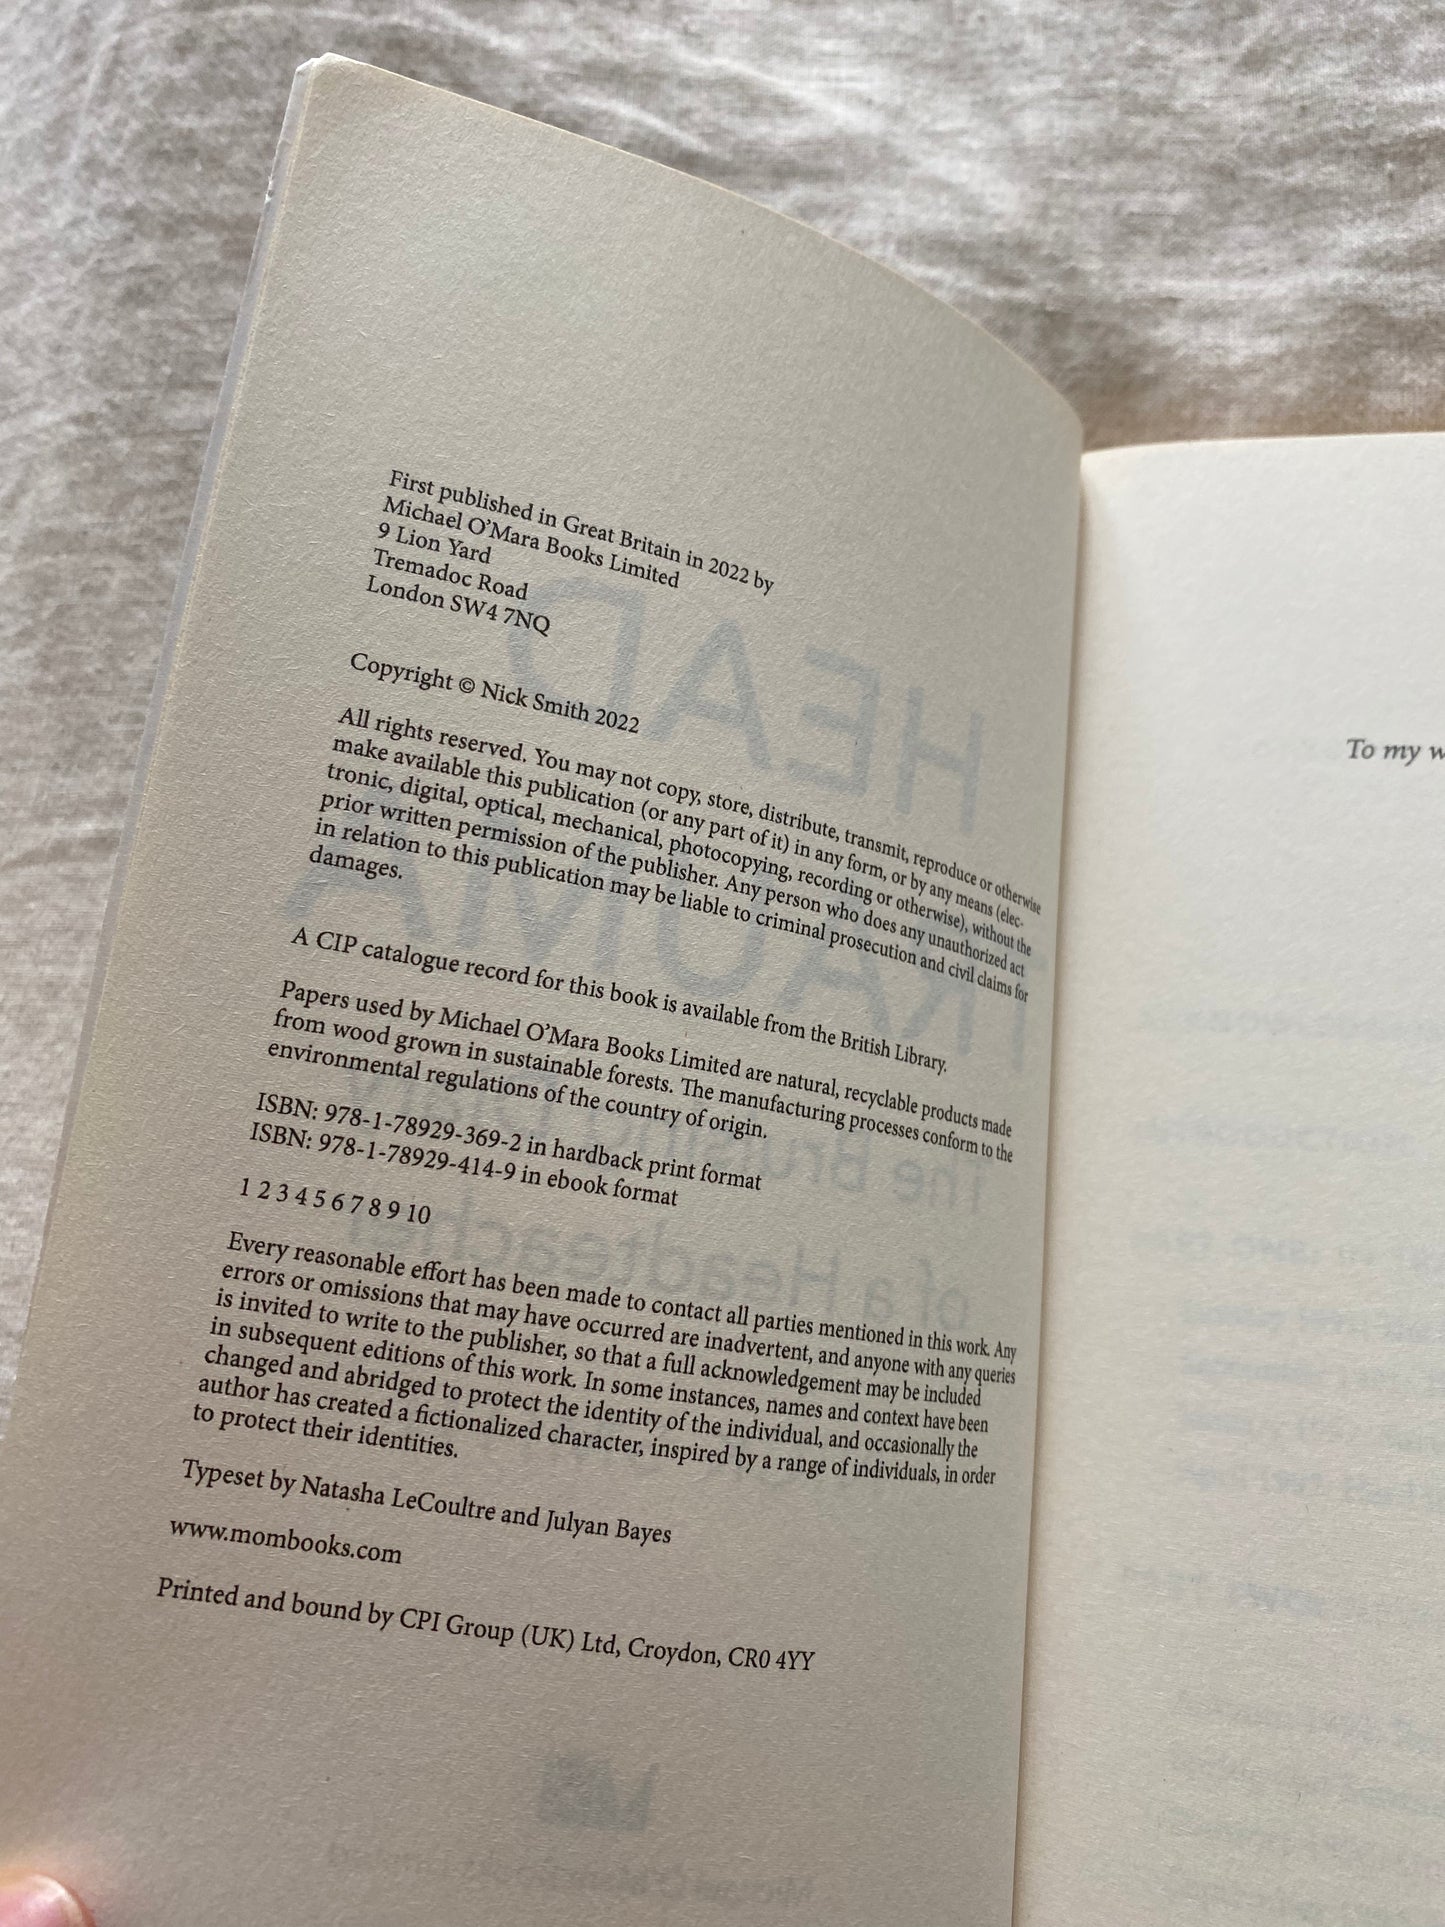 First published in Great Britain in 2022 by
Michael O'Mara Books Limited
9 Lion Yard
Tremadoc Road
London SW4 7NQ
Copyright © Nick Smith 2022
All rights reserved. You may not copy, store, distribute, transmit, reproduce or otherwise
make available this publication (or any part of it) in any form, or by any means (elec-
tronic, digital, optical, mechanical, photocopying, recording or otherwise), without the
prior written permission of the publisher. Any person who does any unauthorized act
in relation to this publication may be liable to criminal prosecution and civil claims for
damages.
A CIP catalogue record for this book is available from the British Library.
Papers used by Michael O'Mara Books Limited are natural, recyclable products made
from wood grown in sustainable forests. The manufacturing processes conform to the
environmental regulations of the country of origin.
ISBN: 978-1-78929-369-2 in hardback print format
ISBN: 978-1-78929-414-9 in ebook format
1 2 3 4 5 6 7 8 9 10
Every reasonable effort has been made to contact all parties mentioned in this work. Any
errors or omissions that may have occurred are inadvertent, and anyone with any queries
is invited to write to the publisher, so that a full acknowledgement may be included
in subsequent editions of this work. In some instances, names and context have been
changed and abridged to protect the identity of the individual, and occasionally the
author has created a fictionalized character, inspired by a range of individuals, in order
to protect their identities.
Typeset by Natasha LeCoultre and Julyan Bayes
www.mombooks.com
Printed and bound by CPI Group (UK) Ltd, Croydon, CR0 4YY
To my
HEAD
TRAUMA